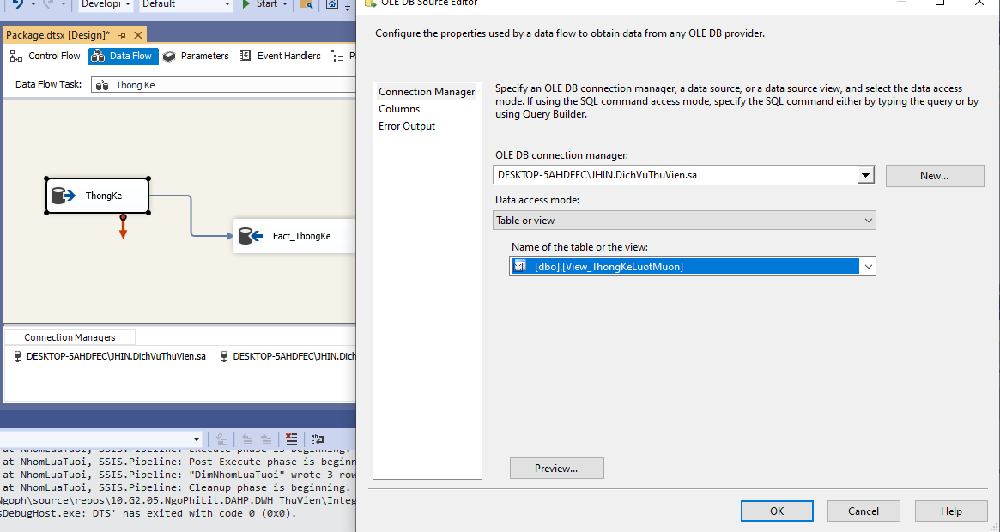 Developi
Default
Start
Package.dtsx [Design]*
Control Flow
Data Flow
Parameters
Event Handlers
Data Flow Task:
Thong Ke
ThongKe
Fact_ThongKe
Connection Managers
DESKTOP-5AHDFEC\JHIN.DichVuThuVien.sa
DESKTOP-5AHDFEC\JHIN.Dich
at NhomLuaTuoi, SSIS.Pipeline: Execute phase is beginning.
at NhomLuaTuoi, SSIS.Pipeline: Post Execute phase is beginn
at NhomLuaTuoi, SSIS.Pipeline: "DimNhomLuaTuoi" wrote 3 row
at NhomLuaTuoi, SSIS.Pipeline: Cleanup phase is beginning.
Ngoph\source\repos\10.G2.05.NgoPhiLit.DAHP.DWH_ThuVien\Integ
sDebugHost.exe: DTS' has exited with code 0 (0x0).
OLE DB Source Editor
Configure the properties used by a data flow to obtain data from any OLE DB provider.
Connection Manager
Columns
Error Output
Specify an OLE DB connection manager, a data source, or a data source view, and select the data access
mode. If using the SQL command access mode, specify the SQL command either by typing the query or by
using Query Builder.
OLE DB connection manager:
DESKTOP-5AHDFEC\JHIN.DichVuThuVien.sa
New...
Data access mode:
Table or view
Name of the table or the view:
[dbo].[View_ThongKeLuotMuon]
Preview...
OK
Cancel
Help